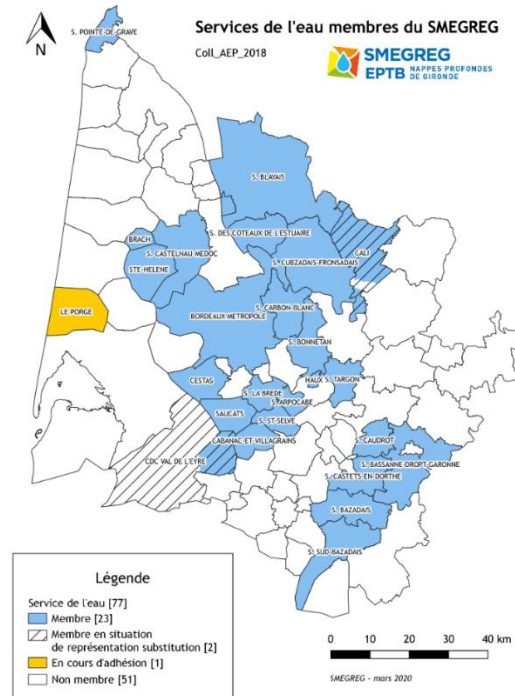 Services de l'eau membres du SMEGREG
Coll_AEP_2018
N
SMEGREG
EPTB NAPPES PROFONDES
DE GIRONDE
S. POINTE-DE-GRAVE
S. BLAYAIS
S. DES COTEAUX DE L'ESTUAIRE
BRACH
S. CASTELNAU-MEDOC
CALI
STE-HELENE
S. CUBZADAIS-FRONSADAIS
S. CARBON-BLANC
LE PORGE
BORDEAUX METROPOLE
S. BONNETAN
CESTAS
HAUX
S. TARGON
S. LA BREDE
S. ARPOCABE
SAUCATS
S. ST-SELVE
CABANAC-ET-VILLAGRAINS
S. CAUDROT
CDC VAL DE L'EYRE
S. BASSANNE-DROPT-GARONNE
S. CASTETS-EN-DORTHE
S. BAZADAIS
S. SUD-BAZADAIS
Légende
Service de l'eau [77]
Membre [23]
Membre en situation
de représentation substitution [2]
En cours d'adhésion [1]
Non membre [51]
0 10 20 30 40 km
SMEGREG - mars 2020